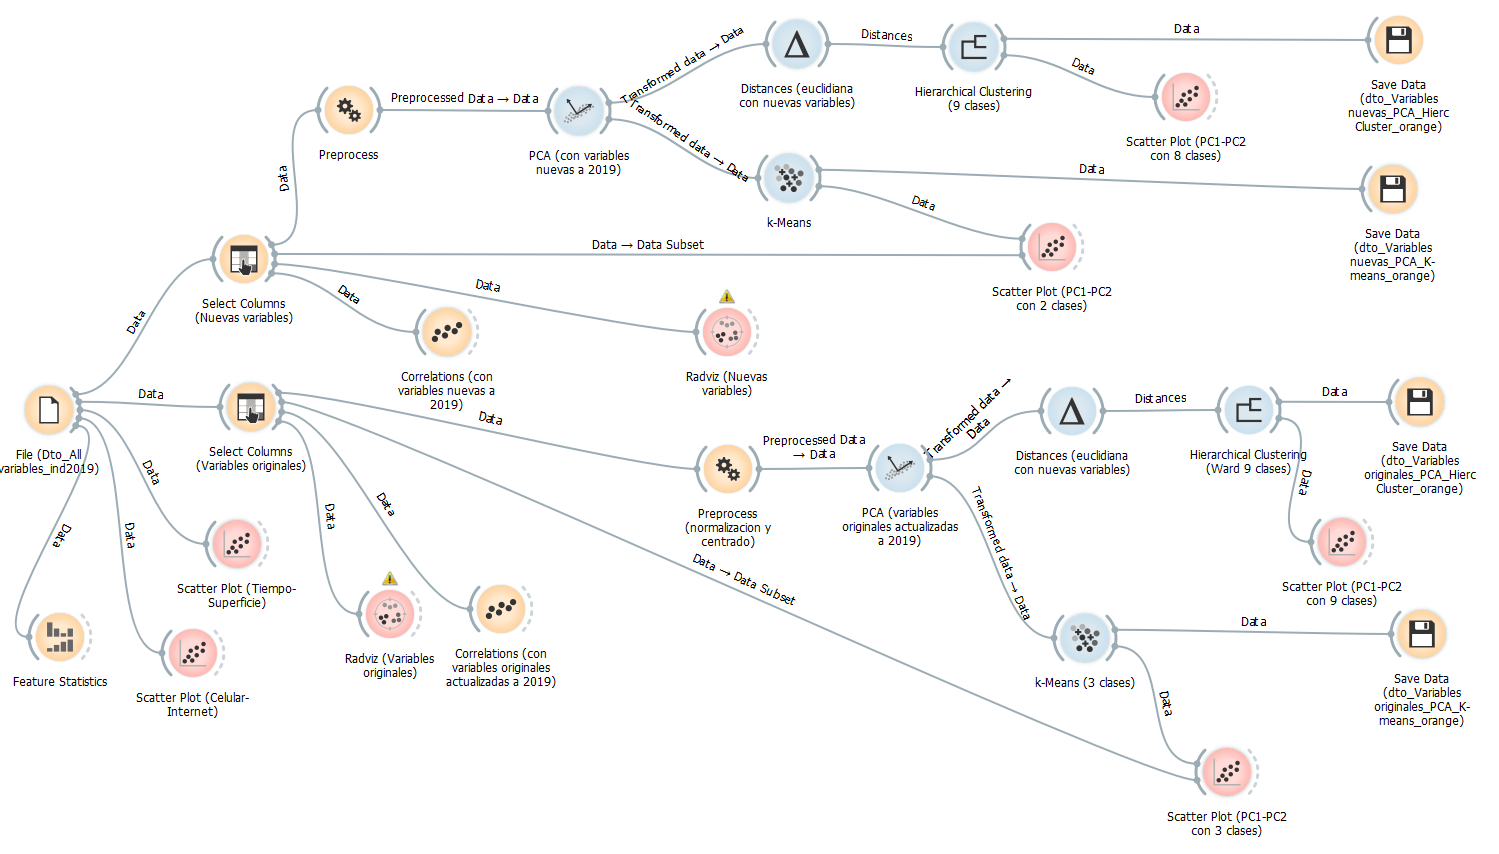 Data
Transformed data → Data
Distances
Save Data
(dto_Variables
nuevas_PCA_Hierc
Cluster_orange)
Distances (euclidiana
con nuevas variables)
Hierarchical Clustering
(9 clases)
Data
Preprocessed Data → Data
Preprocess
PCA (con variables
nuevas a 2019)
Scatter Plot (PC1-PC2
con 8 clases)
Transformed data → Data
Data
Data
k-Means
Data
Save Data
(dto_Variables
nuevas_PCA_K-
means_orange)
Data → Data Subset
Scatter Plot (PC1-PC2
con 2 clases)
Select Columns
(Nuevas variables)
Data
Data
Data
Correlations (con
variables nuevas a
2019)
Radviz (Nuevas
variables)
Data
File (Dto_All
variables_ind2019)
Select Columns
(Variables originales)
Data
Preprocess
(normalizacion y
centrado)
Preprocessed Data
→ Data
PCA (variables
originales actualizadas
a 2019)
Transformed data →
Data
Distances
Data
Distances (euclidiana
con nuevas variables)
Hierarchical Clustering
(Ward 9 clases)
Save Data
(dto_Variables
originales_PCA_Hierc
Cluster_orange)
Data
Scatter Plot (PC1-PC2
con 9 clases)
Data
Data
Data
Data
Data
Scatter Plot (Tiempo-
Superficie)
Data → Data Subset
Transformed data → Data
Feature Statistics
Scatter Plot (Celular-
Internet)
Radviz (Variables
originales)
Correlations (con
variables originales
actualizadas a 2019)
k-Means (3 clases)
Data
Save Data
(dto_Variables
originales_PCA_K-
means_orange)
Data
Scatter Plot (PC1-PC2
con 3 clases)